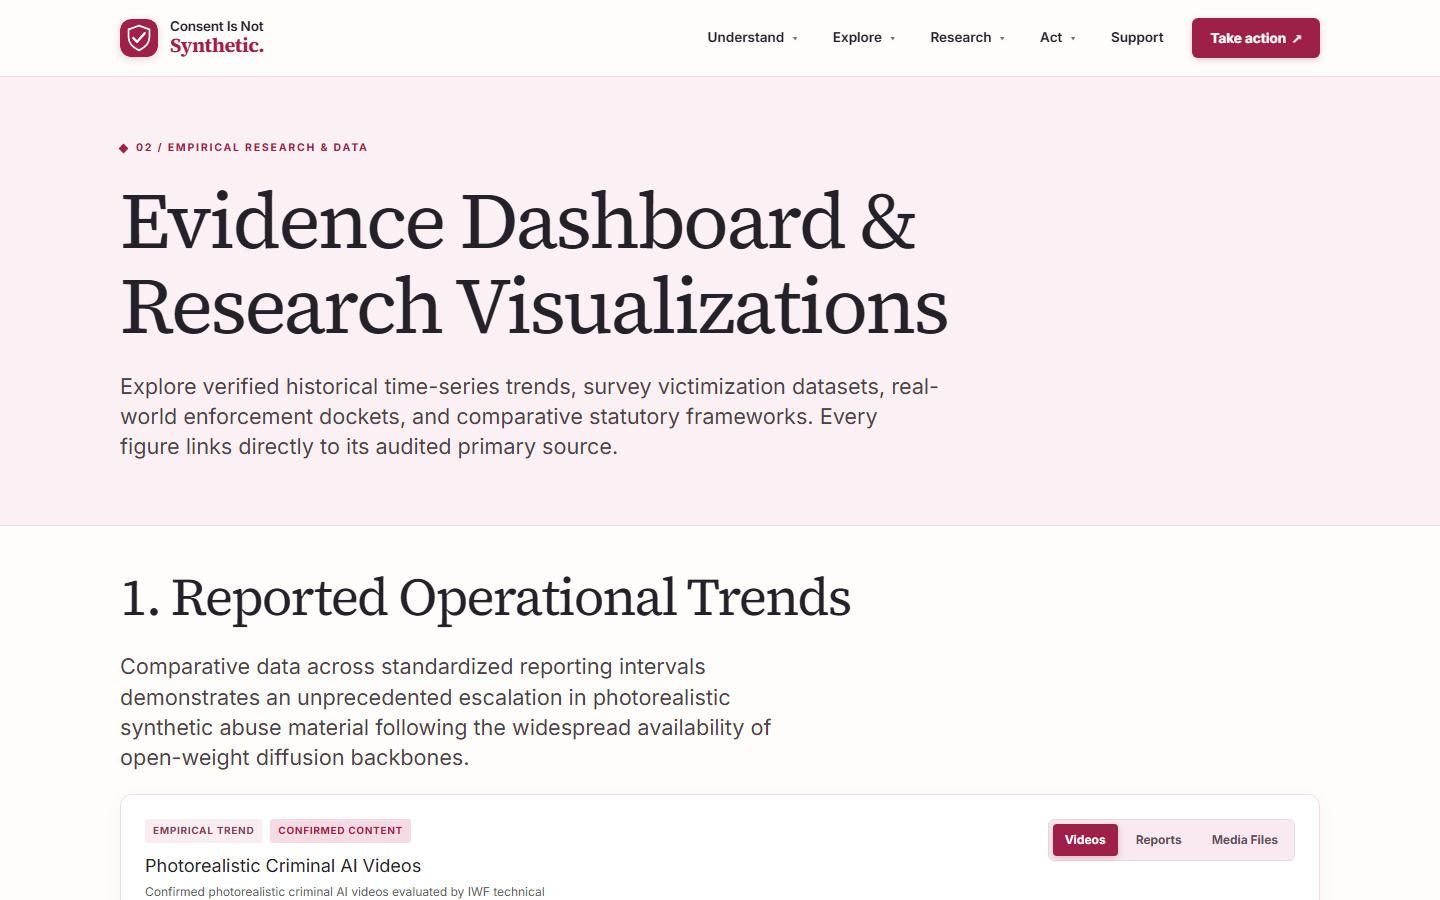 Consent Is Not
Synthetic.
Understand
Explore
Research
Act
Support
Take action ↗
02 / EMPIRICAL RESEARCH & DATA
Evidence Dashboard &
Research Visualizations
Explore verified historical time-series trends, survey victimization datasets, real-
world enforcement dockets, and comparative statutory frameworks. Every
figure links directly to its audited primary source.
1. Reported Operational Trends
Comparative data across standardized reporting intervals
demonstrates an unprecedented escalation in photorealistic
synthetic abuse material following the widespread availability of
open-weight diffusion backbones.
EMPIRICAL TREND
CONFIRMED CONTENT
Videos
Reports
Media Files
Photorealistic Criminal AI Videos
Confirmed photorealistic criminal AI videos evaluated by IWF technical